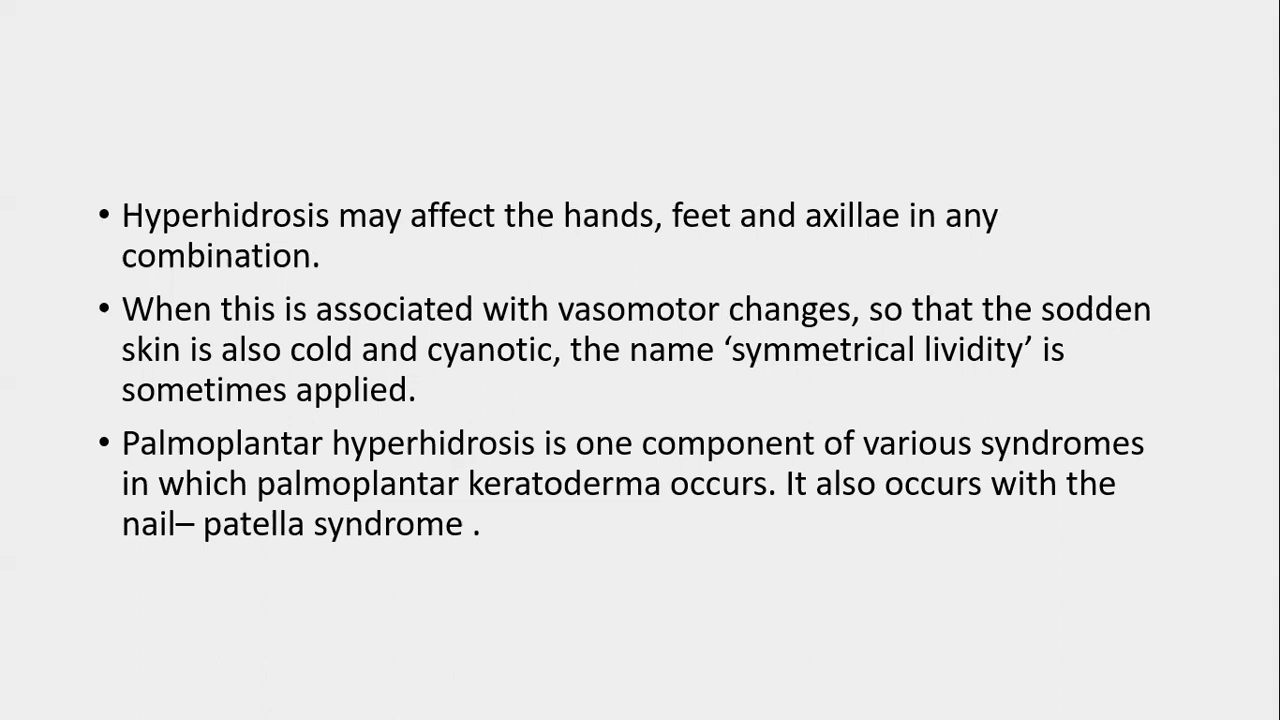 • Hyperhidrosis may affect the hands, feet and axillae in any
combination.
• When this is associated with vasomotor changes, so that the sodden
skin is also cold and cyanotic, the name ‘symmetrical lividity’ is
sometimes applied.
• Palmoplantar hyperhidrosis is one component of various syndromes
in which palmoplantar keratoderma occurs. It also occurs with the
nail– patella syndrome .